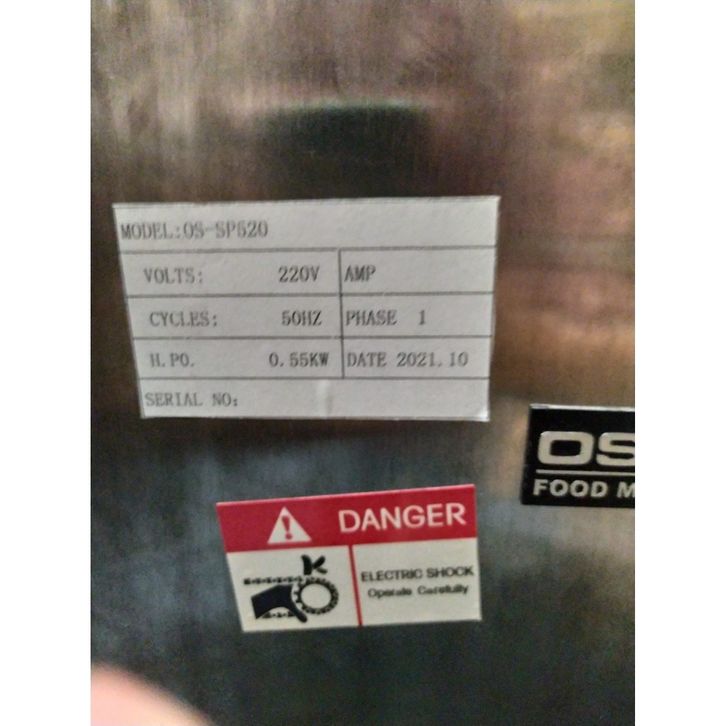 MODEL:OS-SP520
VOLTS: 220V AMP
CYCLES: 50HZ PHASE 1
H.PO. 0.55KW DATE 2021.10
SERIAL NO:
OS
FOOD M
DANGER
ELECTRIC SHOCK
Operate Carefully